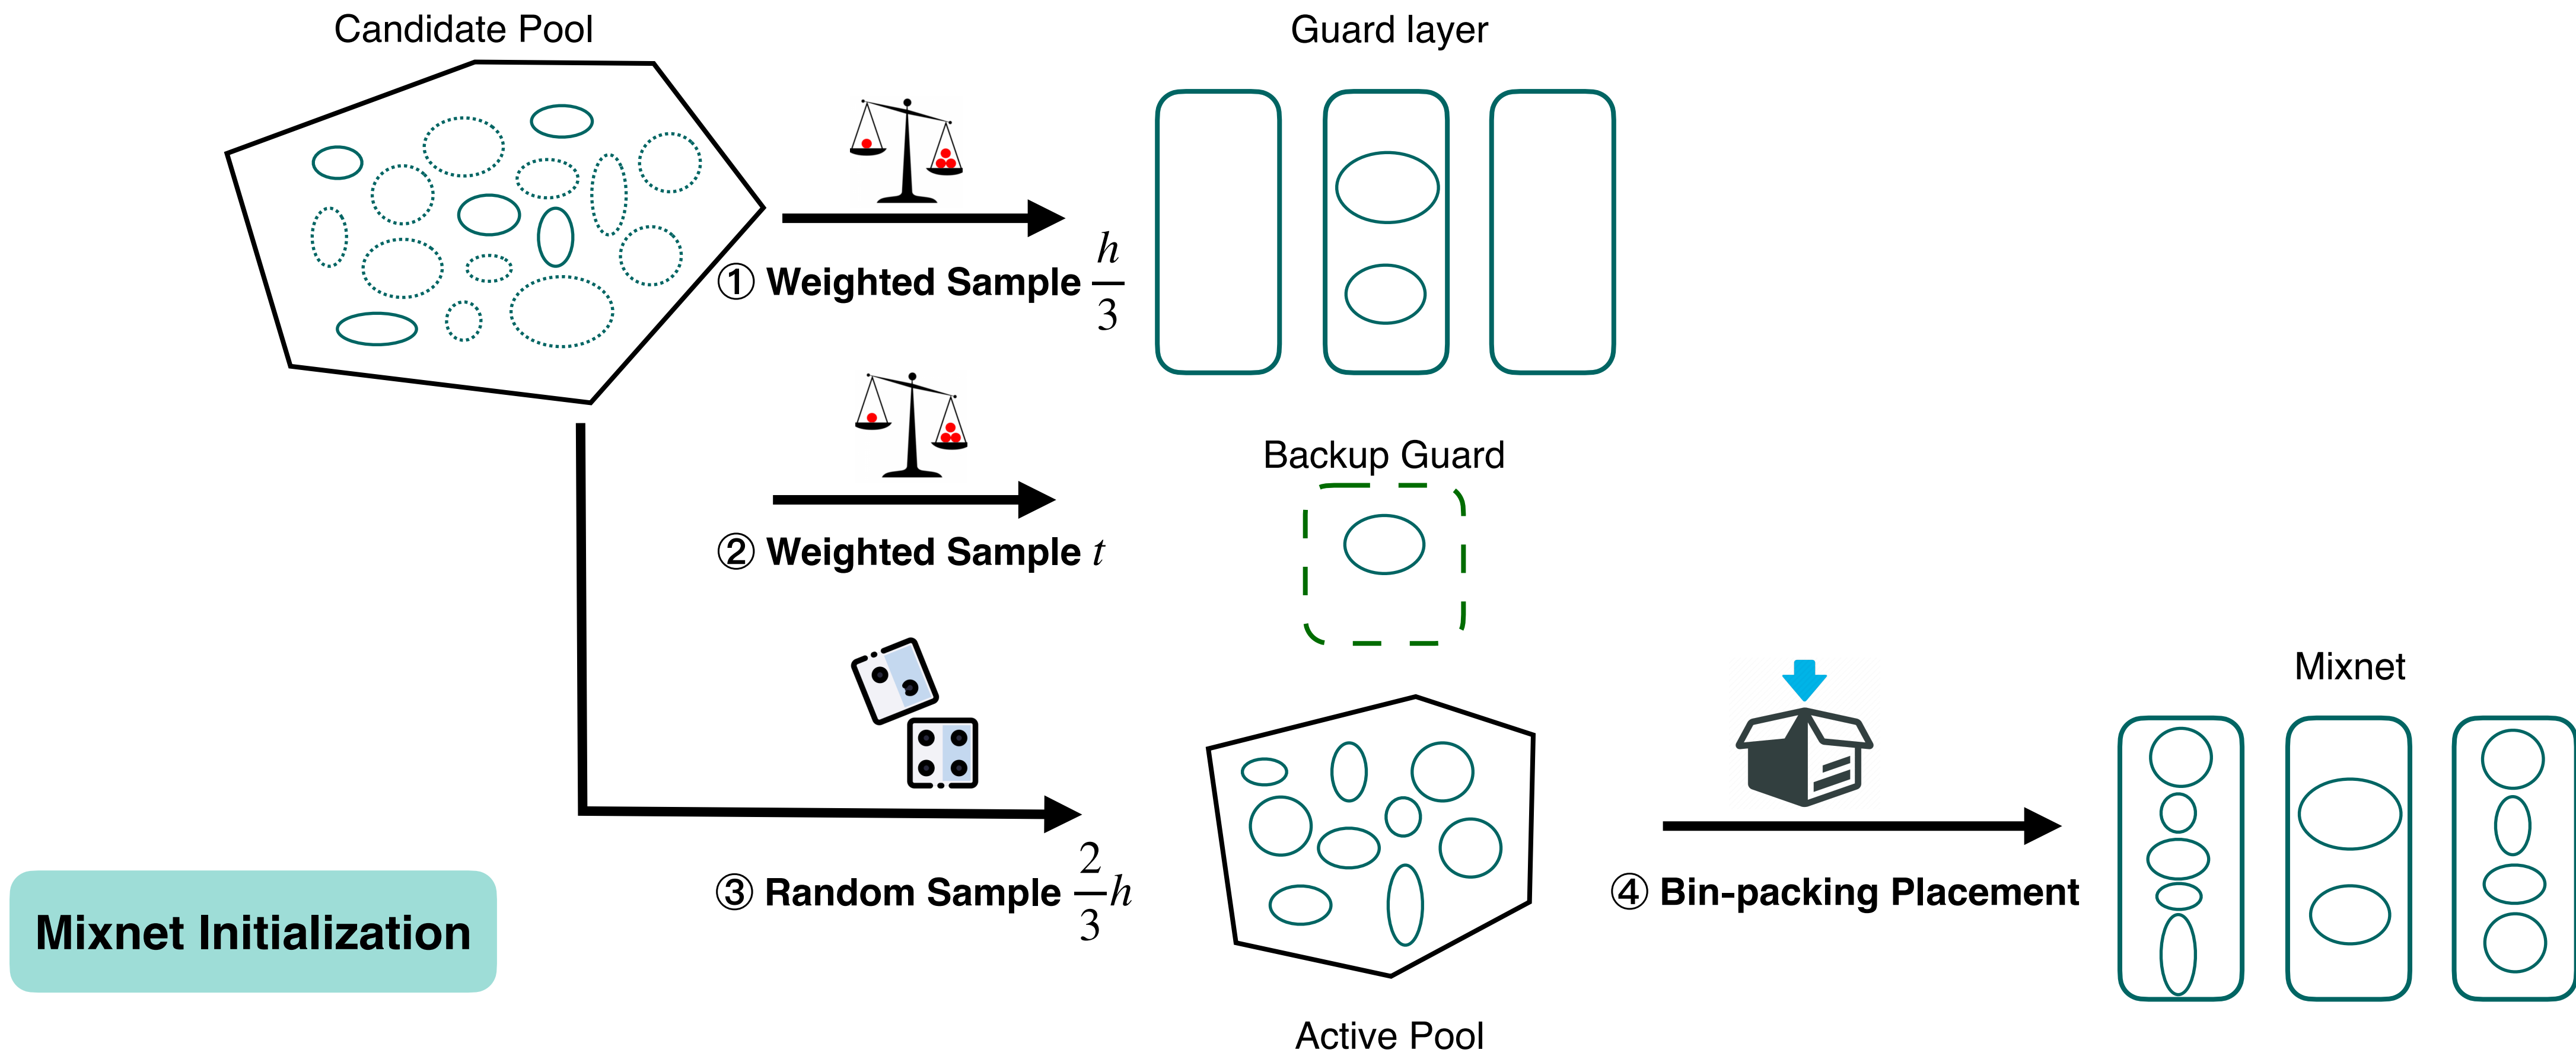 Candidate Pool
Guard layer
① Weighted Sample h/3
Backup Guard
② Weighted Sample t
Mixnet
③ Random Sample 2/3 h
④ Bin-packing Placement
Mixnet Initialization
Active Pool